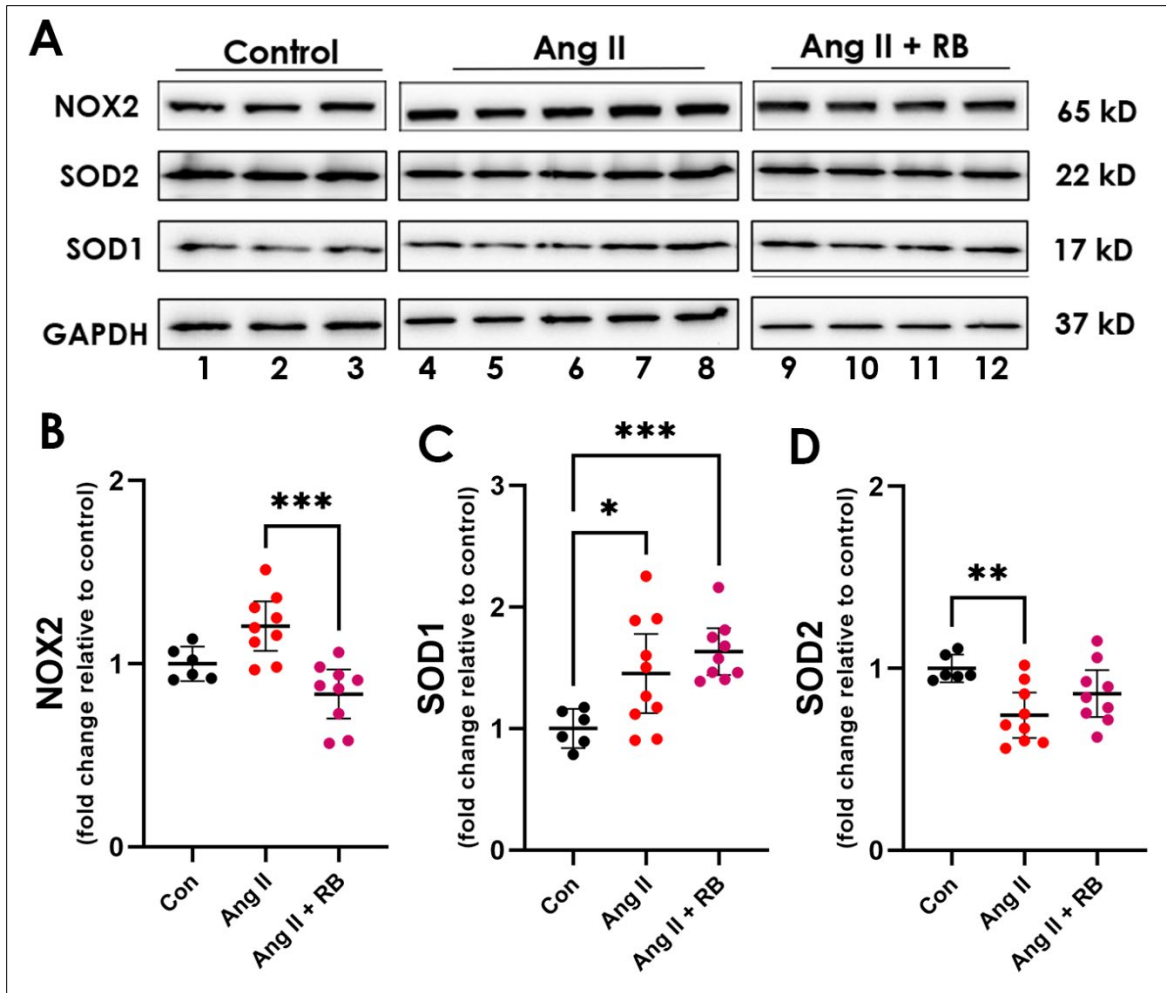 A
Control Ang II Ang II + RB
NOX2 65 kD
SOD2 22 kD
SOD1 17 kD
GAPDH 37 kD
1 2 3 4 5 6 7 8 9 10 11 12
B
NOX2
(fold change relative to control)
2
1
0
***
Con
Ang II
Ang II + RB
C
SOD1
(fold change relative to control)
3
2
1
0
***
*
Con
Ang II
Ang II + RB
D
SOD2
(fold change relative to control)
2
1
0
**
Con
Ang II
Ang II + RB